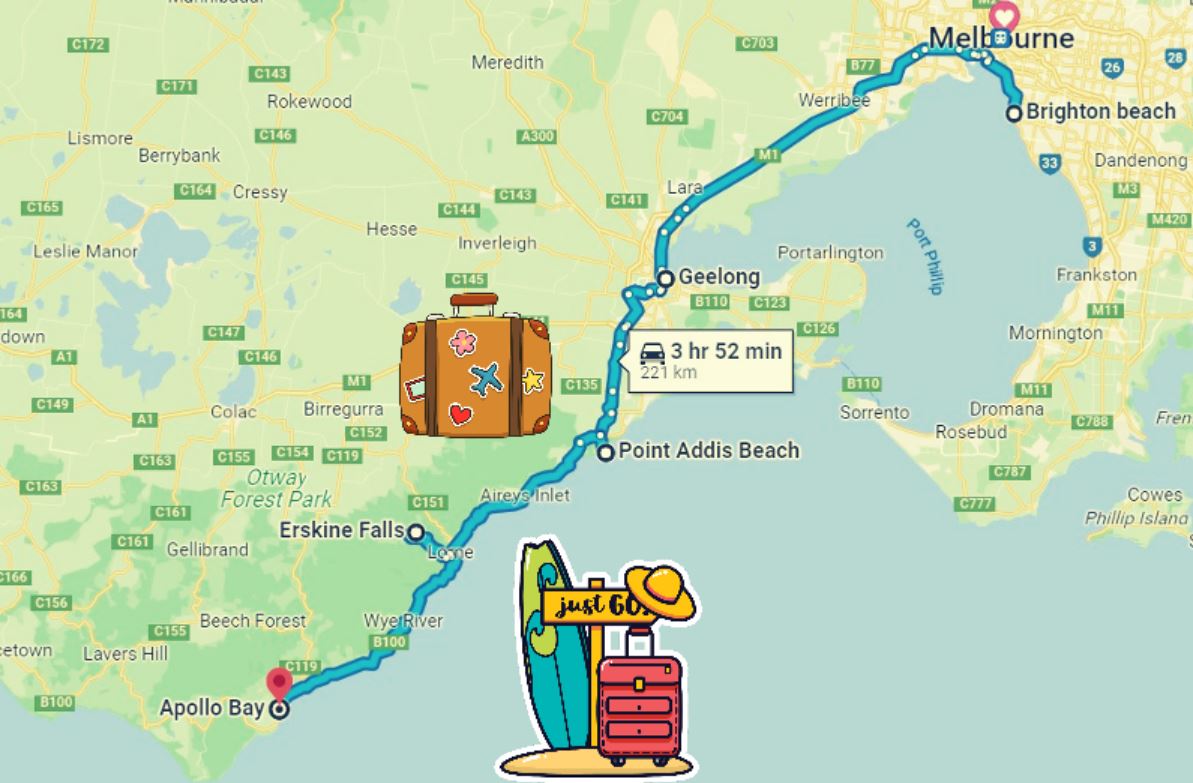 Mannibamui
M2
Melbourne
C172
C703
28
Meredith
26
C143
B77
C171
Rokewood
Werribee
Brighton beach
C704
C146
A300
Lismore
Berrybank
M1
33
Dandenong
C164
Cressy
Lara
M3
C143
C141
C165
C144
M420
Hesse
Inverleigh
3
Leslie Manor
Portarlington
Port Phillip
Frankston
C145
Geelong
B110
C123
M11
164
C126
Mornington
C147
down
3 hr 52 min
A1
C146
221 km
M1
C135
B110
M11
C149
A1
Colac
Birregurra
Sorrento
Dromana
C788
Fren
C152
Rosebud
C163
C155
C154
C119
Point Addis Beach
C787
C163
Otway
Forest Park
Aireys Inlet
C151
C777
Cowes
C161
Phillip Island
Erskine Falls
C161
Gellibrand
Lorne
C166
C156
just GO!
Beech Forest
Wye River
C155
cetown
Lavers Hill
B100
C119
B100
Apollo Bay